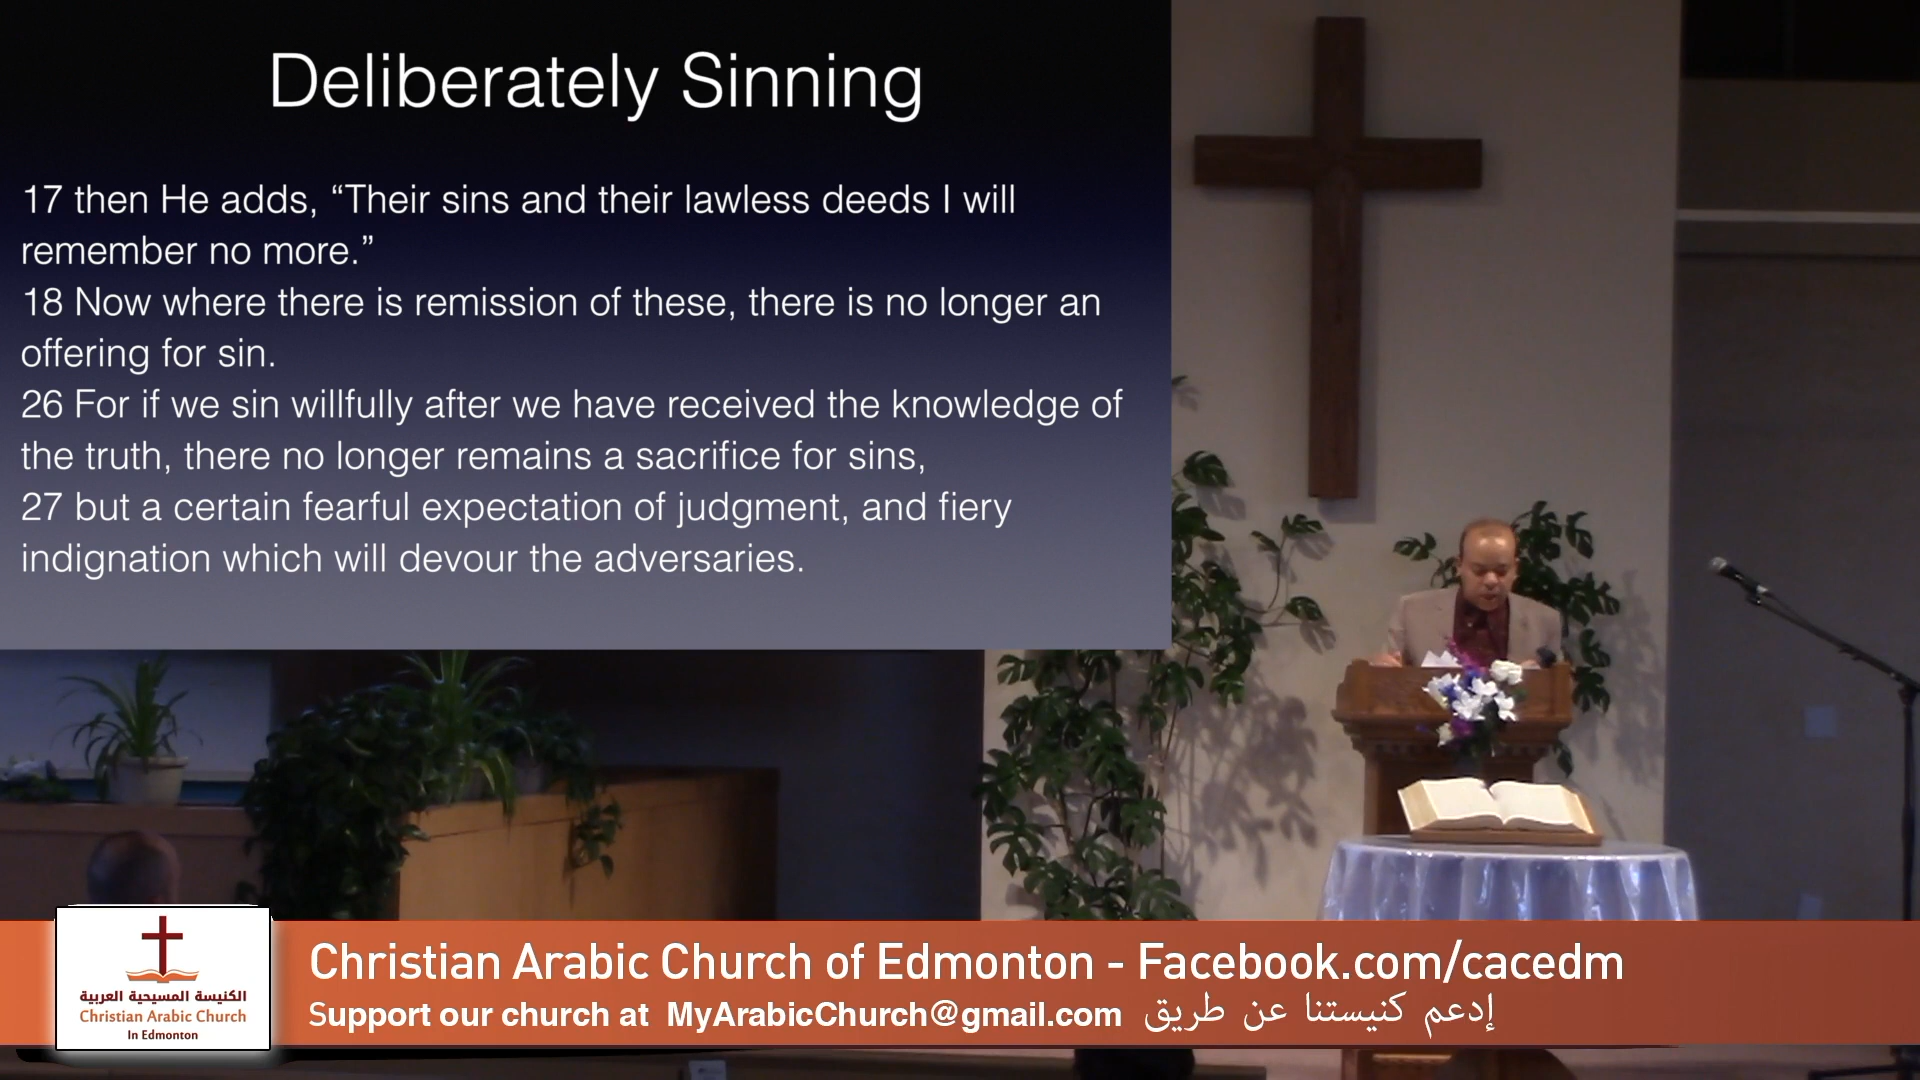 Deliberately Sinning
17 then He adds, “Their sins and their lawless deeds I will
remember no more.”
18 Now where there is remission of these, there is no longer an
offering for sin.
26 For if we sin willfully after we have received the knowledge of
the truth, there no longer remains a sacrifice for sins,
27 but a certain fearful expectation of judgment, and fiery
indignation which will devour the adversaries.
الكنيسة المسيحية العربية
Christian Arabic Church
In Edmonton
Christian Arabic Church of Edmonton - Facebook.com/cacedm
Support our church at MyArabicChurch@gmail.com إدعم كنيستنا عن طريق